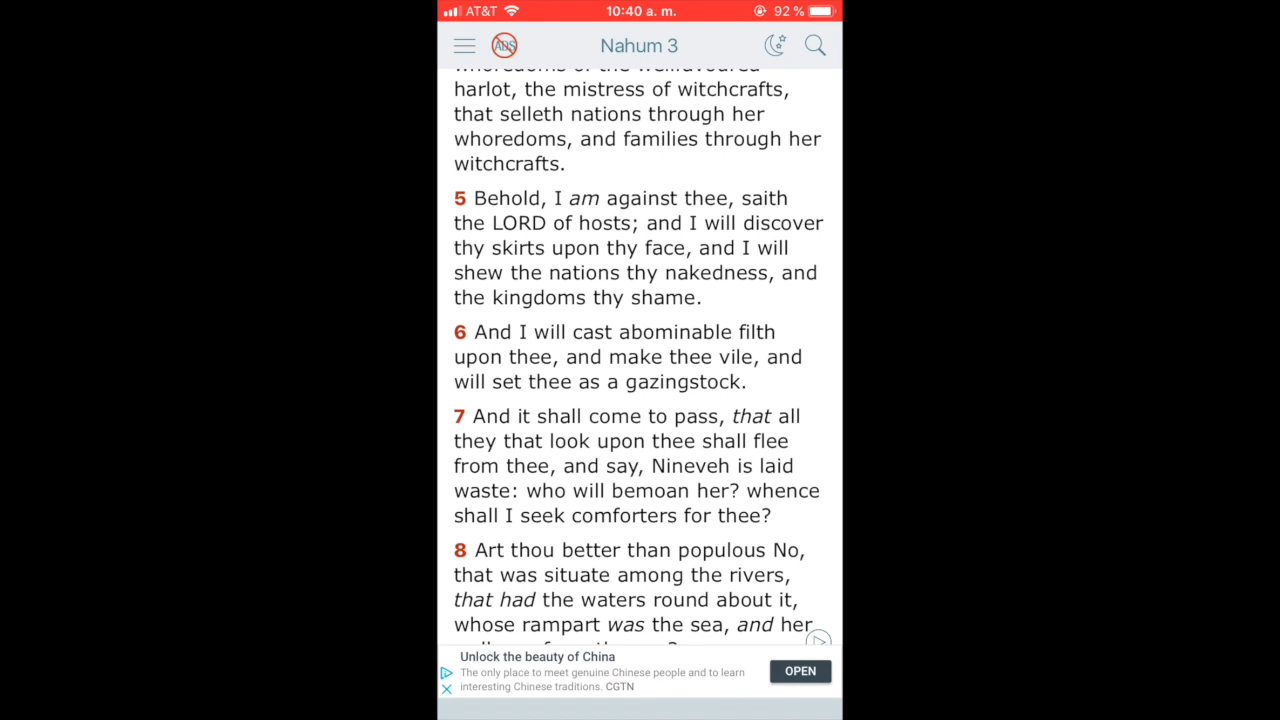 AT&T 10:40 a. m. 92 %
ADS Nahum 3
whoredoms of the wellfavoured
harlot, the mistress of witchcrafts,
that selleth nations through her
whoredoms, and families through her
witchcrafts.
5 Behold, I am against thee, saith
the LORD of hosts; and I will discover
thy skirts upon thy face, and I will
shew the nations thy nakedness, and
the kingdoms thy shame.
6 And I will cast abominable filth
upon thee, and make thee vile, and
will set thee as a gazingstock.
7 And it shall come to pass, that all
they that look upon thee shall flee
from thee, and say, Nineveh is laid
waste: who will bemoan her? whence
shall I seek comforters for thee?
8 Art thou better than populous No,
that was situate among the rivers,
that had the waters round about it,
whose rampart was the sea, and her
Unlock the beauty of China
The only place to meet genuine Chinese people and to learn
interesting Chinese traditions. CGTN
OPEN